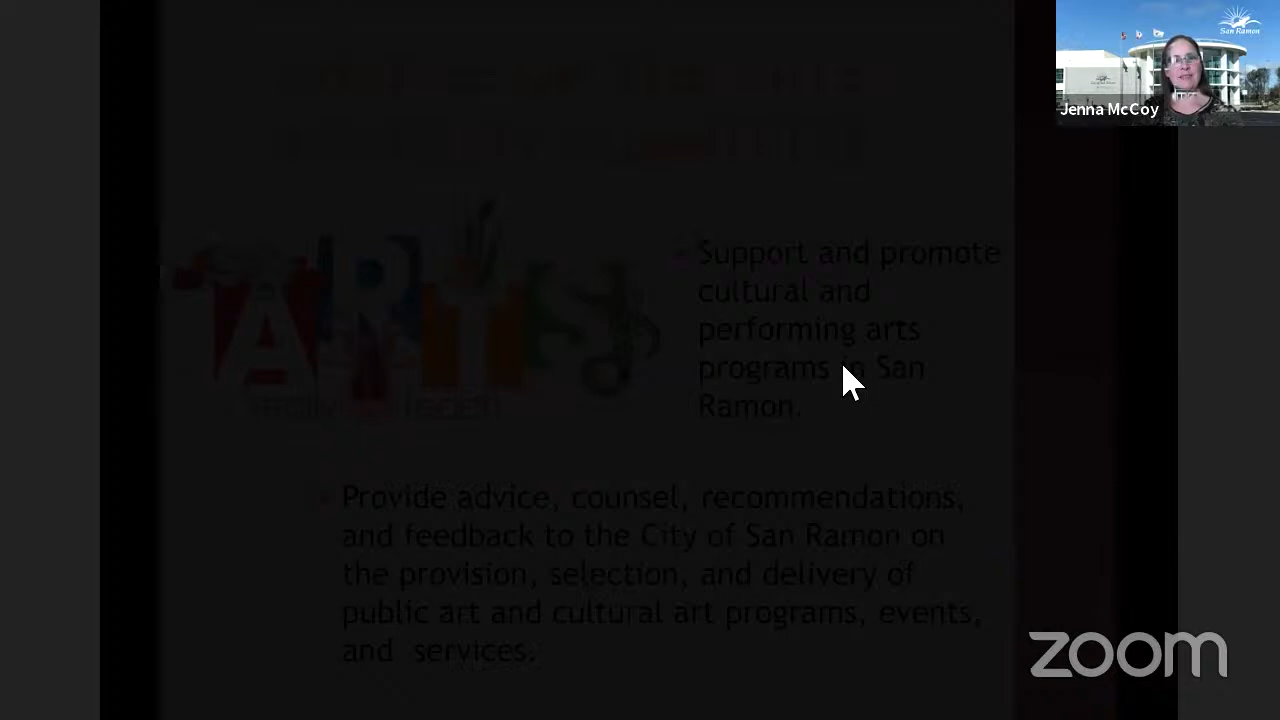 San Ramon
Jenna McCoy
ARTS
Support and promote
cultural and
performing arts
programs in San
Ramon.
Provide advice, counsel, recommendations,
and feedback to the City of San Ramon on
the provision, selection, and delivery of
public art and cultural art programs, events,
and services.
zoom